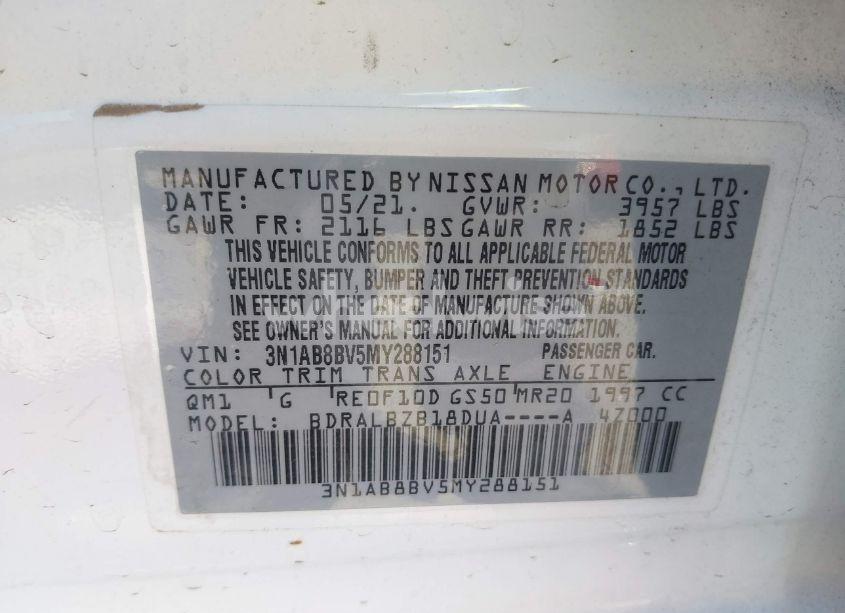 MANUFACTURED BY NISSAN MOTOR CO., LTD.
DATE: 05/21. GVWR: 3957 LBS
GAWR FR: 2116 LBS GAWR RR: 1852 LBS
THIS VEHICLE CONFORMS TO ALL APPLICABLE FEDERAL MOTOR
VEHICLE SAFETY, BUMPER AND THEFT PREVENTION STANDARDS
IN EFFECT ON THE DATE OF MANUFACTURE SHOWN ABOVE.
SEE OWNER'S MANUAL FOR ADDITIONAL INFORMATION.
VIN: 3N1AB8BV5MY288151 PASSENGER CAR.
COLOR TRIM TRANS AXLE ENGINE
QM1 G RE0F10D GS50 MR20 1997 CC
MODEL: BDRALBZB18DUA----A 4Z000
3N1AB8BV5MY288151